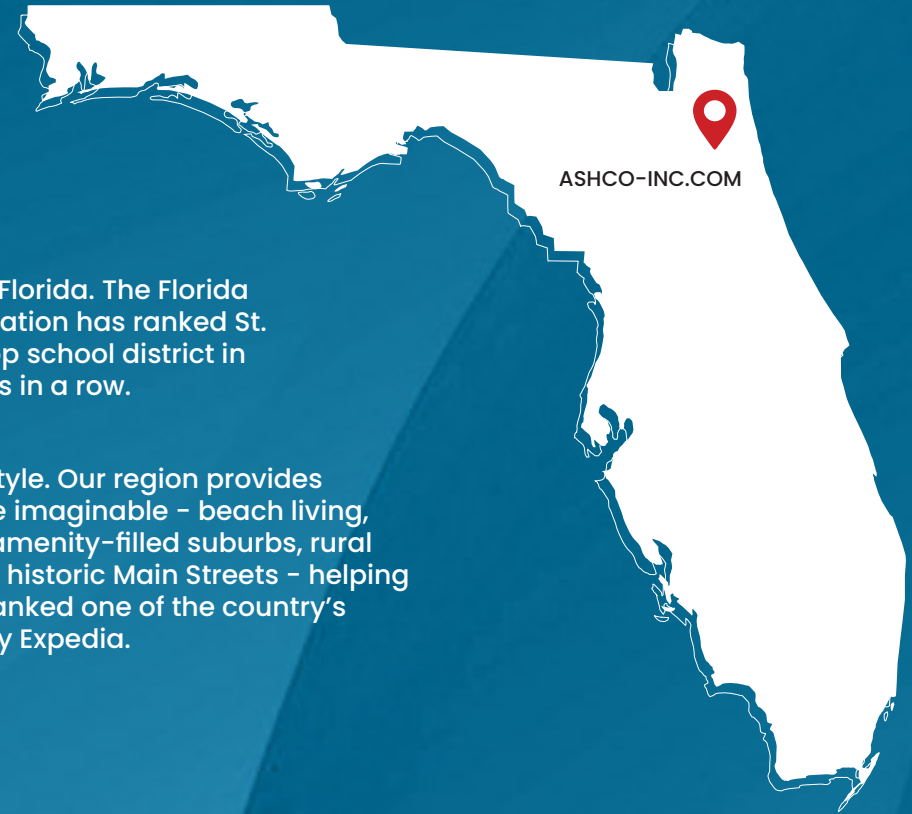 ASHCO-INC.COM
Florida. The Florida
ation has ranked St.
p school district in
s in a row.
tyle. Our region provides
e imaginable - beach living,
amenity-filled suburbs, rural
historic Main Streets - helping
anked one of the country's
y Expedia.